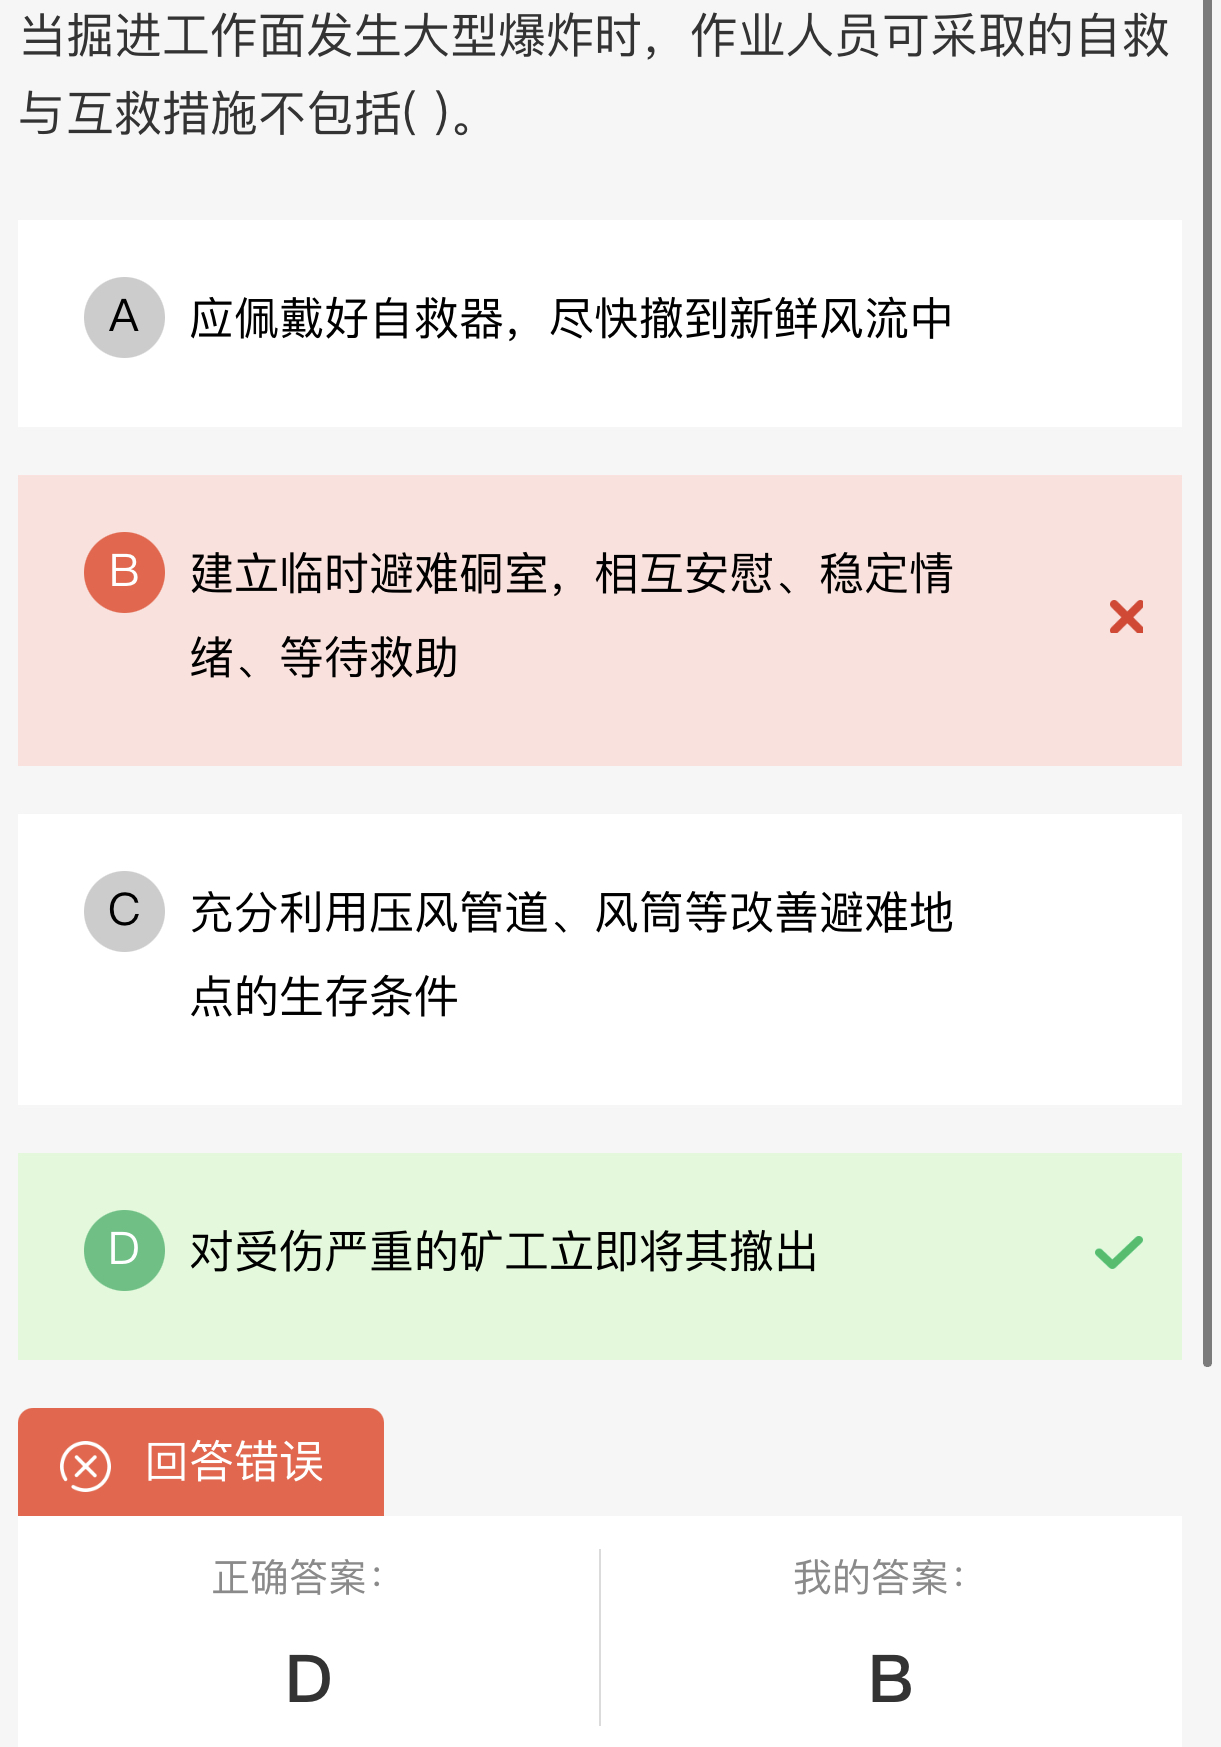 当掘进工作面发生大型爆炸时，作业人员可采取的自救
与互救措施不包括( )。
A 应佩戴好自救器，尽快撤到新鲜风流中
B 建立临时避难硐室，相互安慰、稳定情
绪、等待救助
C 充分利用压风管道、风筒等改善避难地
点的生存条件
D 对受伤严重的矿工立即将其撤出
回答错误
正确答案：
D
我的答案：
B